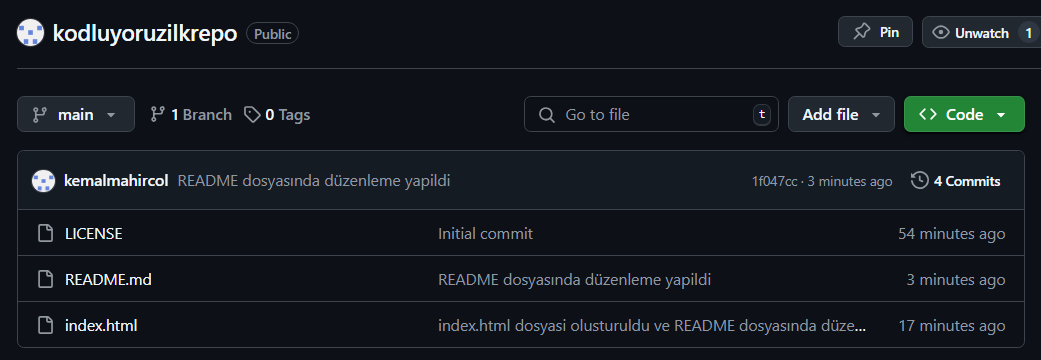 kodluyoruzilkrepo Public Pin Unwatch 1
main 1 Branch 0 Tags Go to file t Add file Code
kemalmahircol README dosyasında düzenleme yapildi 1f047cc · 3 minutes ago 4 Commits
LICENSE Initial commit 54 minutes ago
README.md README dosyasında düzenleme yapildi 3 minutes ago
index.html index.html dosyasi olusturuldu ve README dosyasında düze... 17 minutes ago